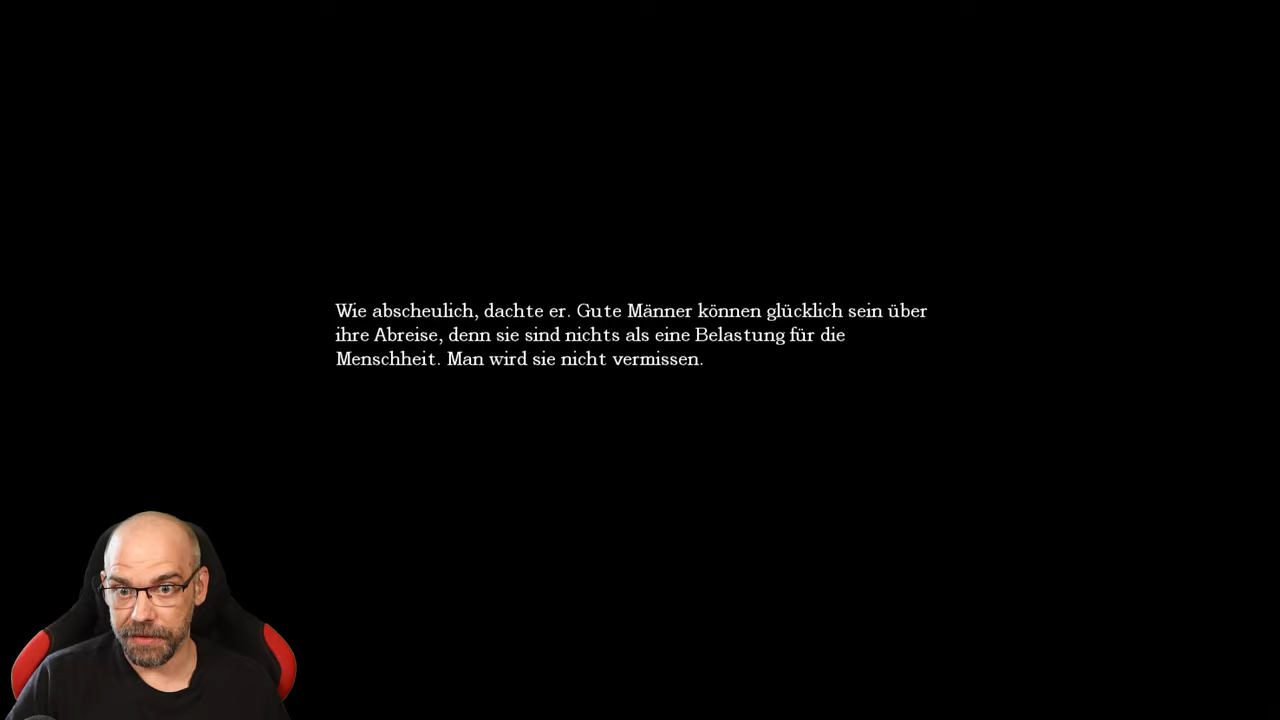 Wie abscheulich, dachte er. Gute Männer können glücklich sein über
ihre Abreise, denn sie sind nichts als eine Belastung für die
Menschheit. Man wird sie nicht vermissen.